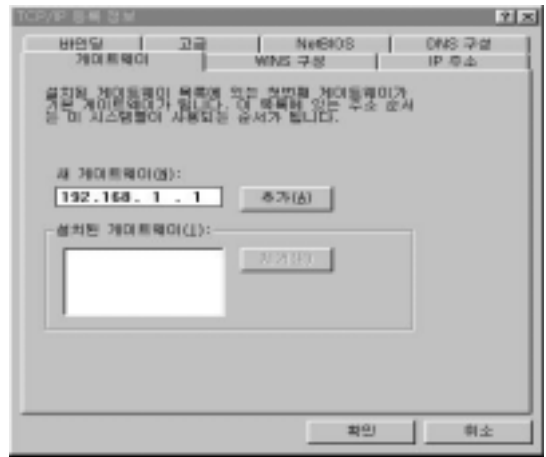 TCP/IP 등록 정보
바인딩
고급
NetBIOS
DNS 구성
게이트웨이
WINS 구성
IP 주소
설치된 게이트웨이 목록에 있는 첫번째 게이트웨이가
기본 게이트웨이가 됩니다. 이 목록에 있는 주소 순서
는 이 시스템들이 사용되는 순서가 됩니다.
새 게이트웨이(N):
192.168. 1 . 1
추가(A)
설치된 게이트웨이(I):
제거(R)
확인
취소